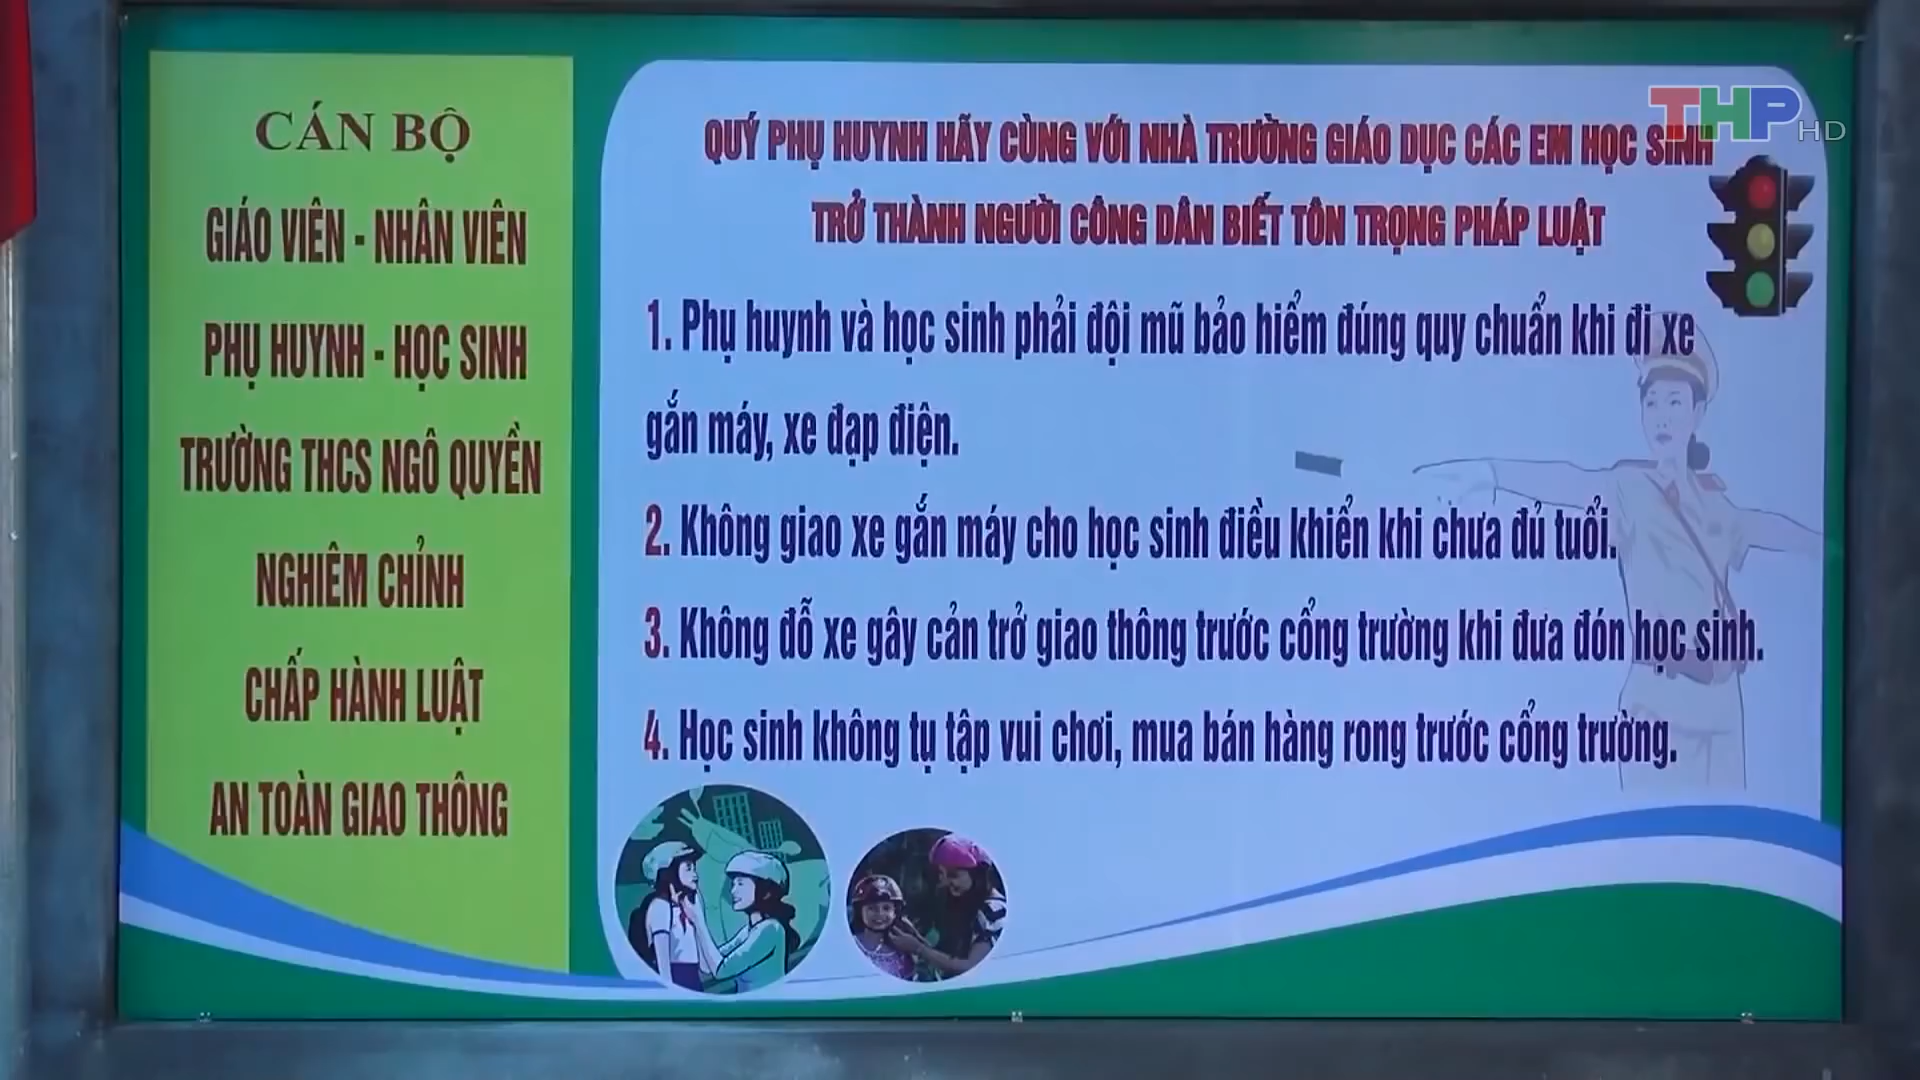 CÁN BỘ
GIÁO VIÊN - NHÂN VIÊN
PHỤ HUYNH - HỌC SINH
TRƯỜNG THCS NGÔ QUYỀN
NGHIÊM CHỈNH
CHẤP HÀNH LUẬT
AN TOÀN GIAO THÔNG
THP HD
QUÝ PHỤ HUYNH HÃY CÙNG VỚI NHÀ TRƯỜNG GIÁO DỤC CÁC EM HỌC SINH
TRỞ THÀNH NGƯỜI CÔNG DÂN BIẾT TÔN TRỌNG PHÁP LUẬT
1. Phụ huynh và học sinh phải đội mũ bảo hiểm đúng quy chuẩn khi đi xe
gắn máy, xe đạp điện.
2. Không giao xe gắn máy cho học sinh điều khiển khi chưa đủ tuổi.
3. Không đỗ xe gây cản trở giao thông trước cổng trường khi đưa đón học sinh.
4. Học sinh không tụ tập vui chơi, mua bán hàng rong trước cổng trường.